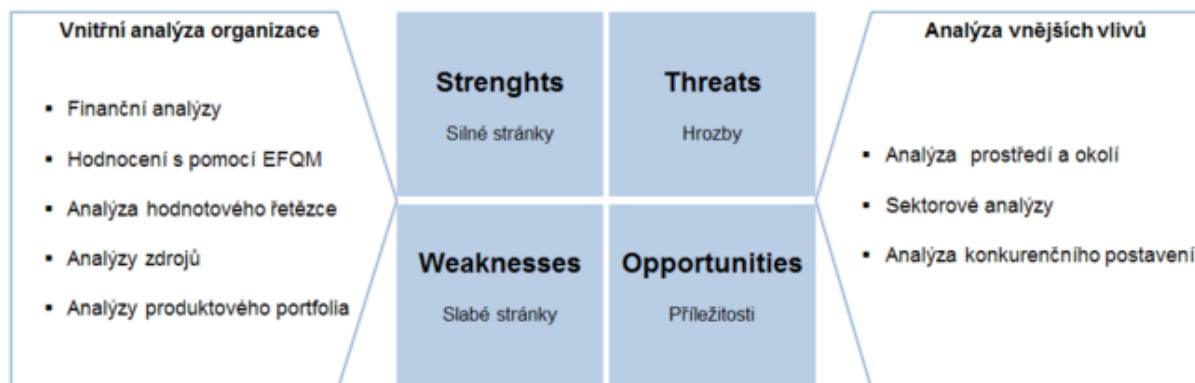 Vnitřní analýza organizace
▪ Finanční analýzy
▪ Hodnocení s pomocí EFQM
▪ Analýza hodnotového řetězce
▪ Analýzy zdrojů
▪ Analýzy produktového portfolia
Strenghts
Silné stránky
Threats
Hrozby
Weaknesses
Slabé stránky
Opportunities
Příležitosti
Analýza vnějších vlivů
▪ Analýza prostředí a okolí
▪ Sektorové analýzy
▪ Analýza konkurenčního postavení